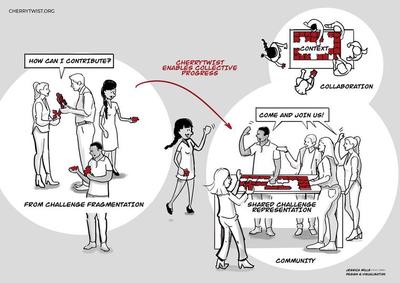 CHERRYTWIST.ORG
HOW CAN I CONTRIBUTE?
CHERRYTWIST
ENABLES COLLECTIVE
PROGRESS
CONTEXT
COLLABORATION
COME AND JOIN US!
FROM CHALLENGE FRAGMENTATION
SHARED CHALLENGE
REPRESENTATION
COMMUNITY
JESSICA MILLS
DESIGN & VISUALISATION